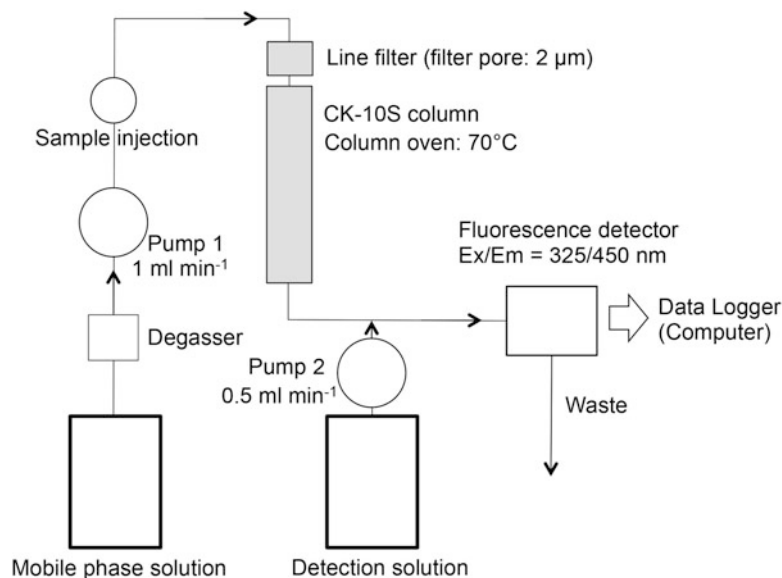 Line filter (filter pore: 2 μm)
CK-10S column
Column oven: 70°C
Sample injection
Pump 1
1 ml min⁻¹
Fluorescence detector
Ex/Em = 325/450 nm
Degasser
Data Logger
(Computer)
Pump 2
0.5 ml min⁻¹
Waste
Mobile phase solution
Detection solution